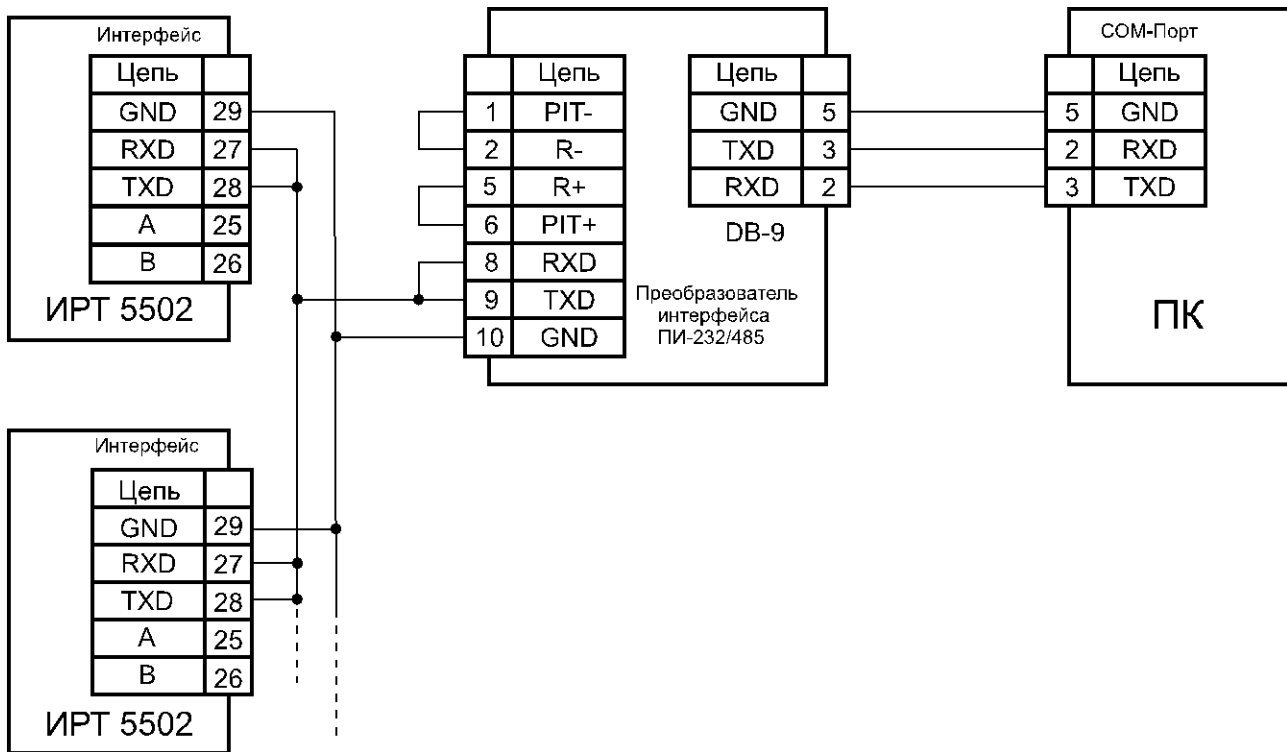 Интерфейс
Цепь
GND 29
RXD 27
TXD 28
A 25
B 26
ИРТ 5502
Цепь
1 PIT-
2 R-
5 R+
6 PIT+
8 RXD
9 TXD
10 GND
Цепь
GND 5
TXD 3
RXD 2
DB-9
Преобразователь
интерфейса
ПИ-232/485
COM-Порт
Цепь
5 GND
2 RXD
3 TXD
ПК
Интерфейс
Цепь
GND 29
RXD 27
TXD 28
A 25
B 26
ИРТ 5502